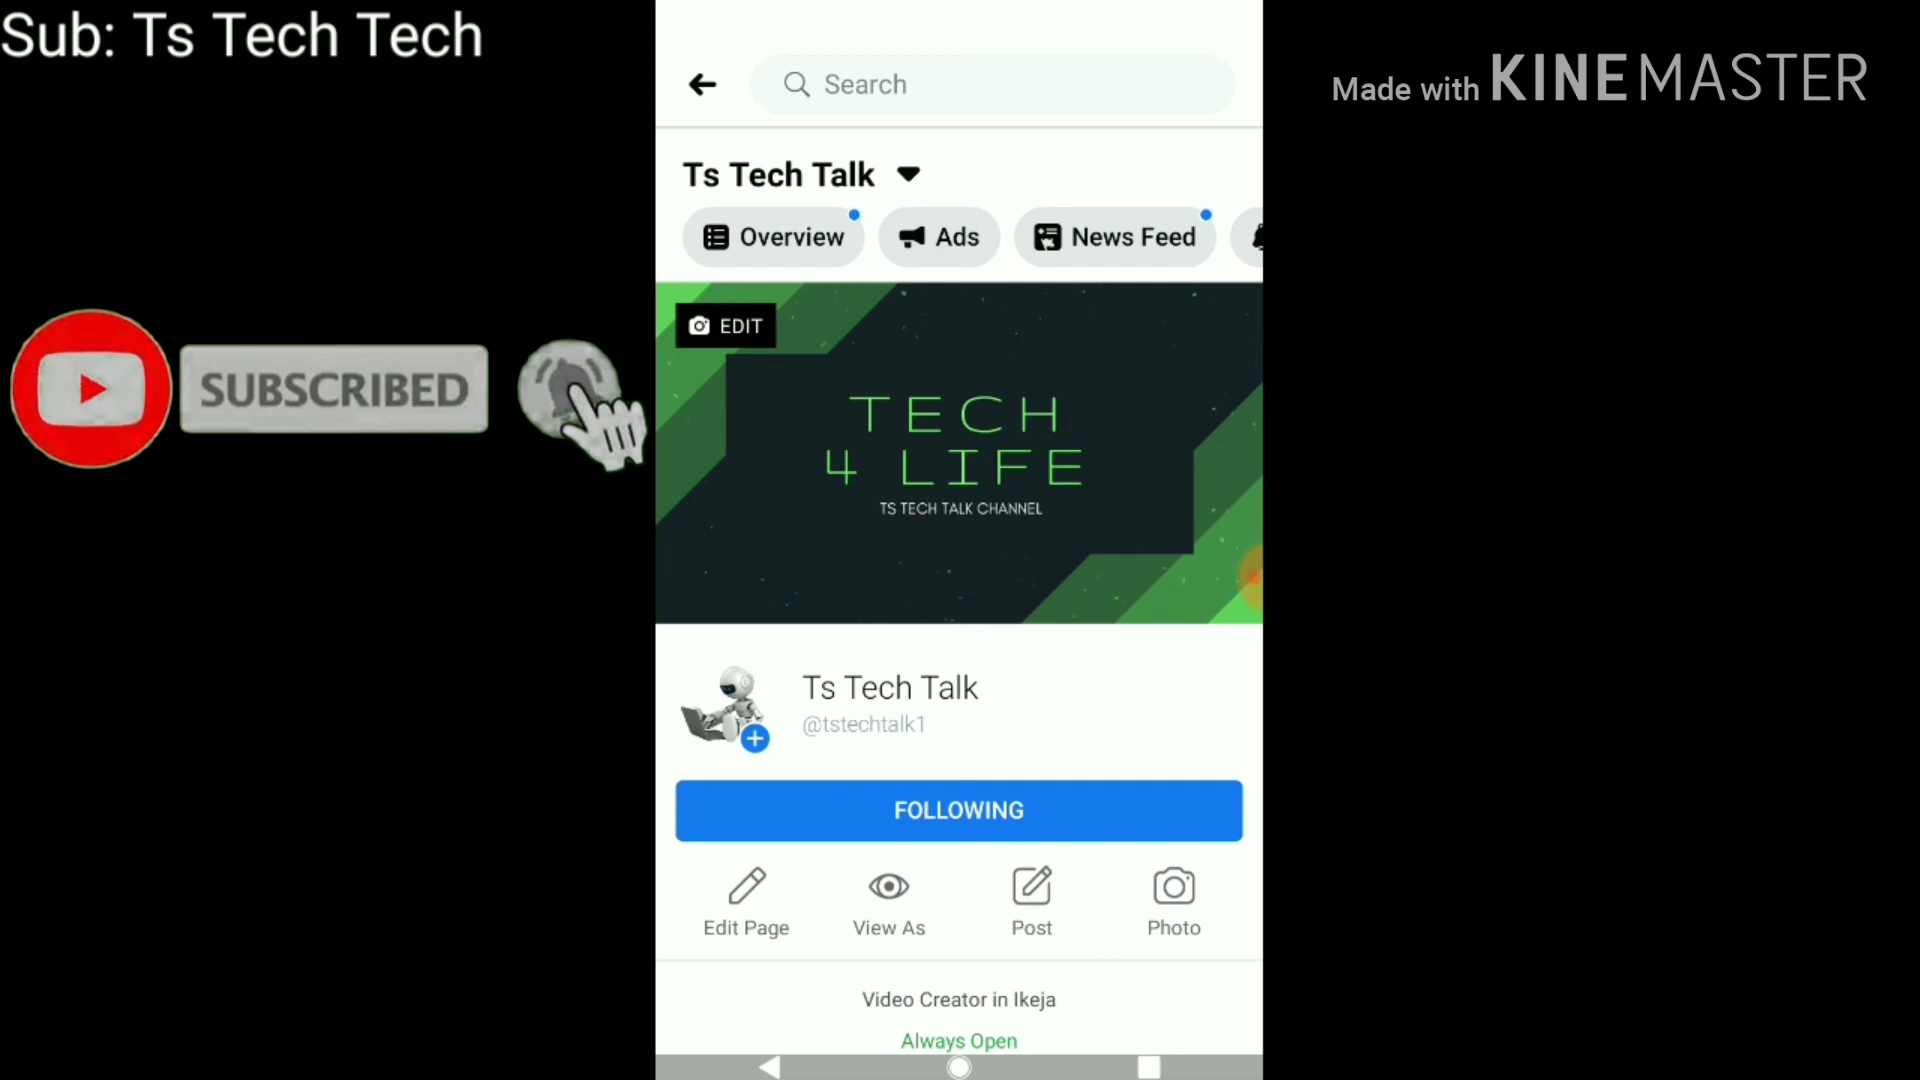 Sub: Ts Tech Tech
Made with KINEMASTER
Search
Ts Tech Talk
Overview
Ads
News Feed
EDIT
TECH
4 LIFE
TS TECH TALK CHANNEL
SUBSCRIBED
Ts Tech Talk
@tstechtalk1
FOLLOWING
Edit Page
View As
Post
Photo
Video Creator in Ikeja
Always Open